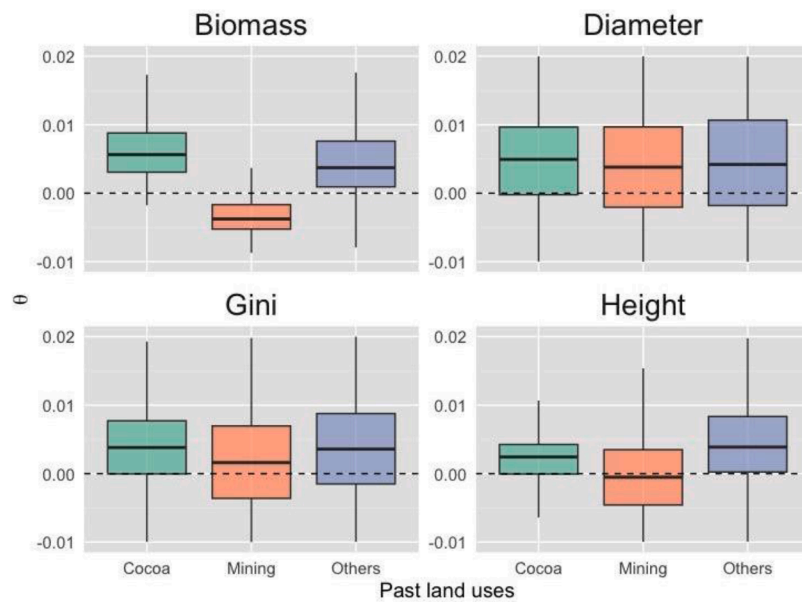 Biomass
Diameter
0.02
0.01
0.00
-0.01
0.02
0.01
0.00
-0.01
θ
Gini
Height
0.02
0.01
0.00
-0.01
0.02
0.01
0.00
-0.01
Cocoa Mining Others
Cocoa Mining Others
Past land uses